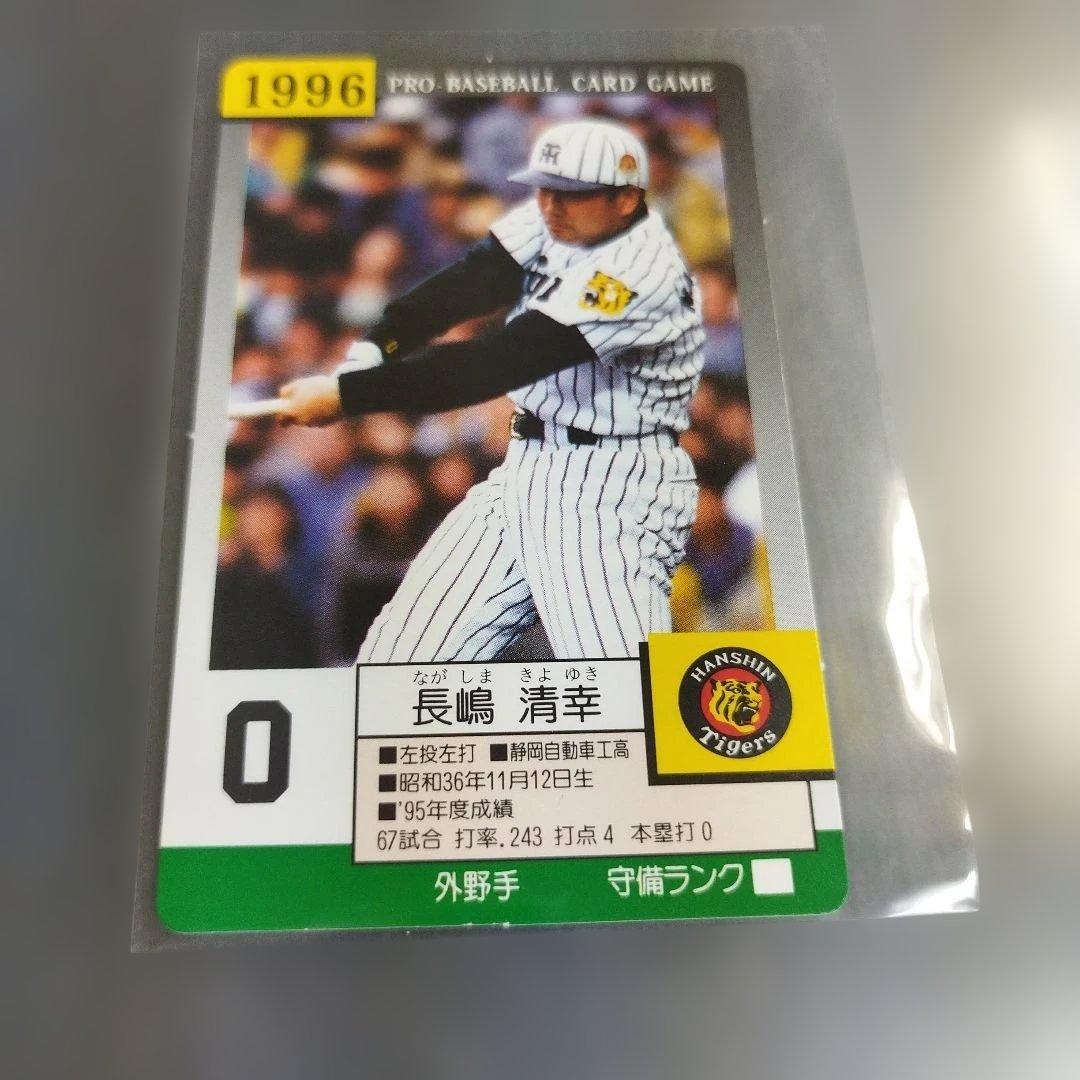 1996 PRO-BASEBALL CARD GAME
ながしま きよゆき
長嶋 清幸
0
HANSHIN
Tigers
■左投左打 ■静岡自動車工高
■昭和36年11月12日生
■'95年度成績
67試合 打率.243 打点4 本塁打0
外野手 守備ランク